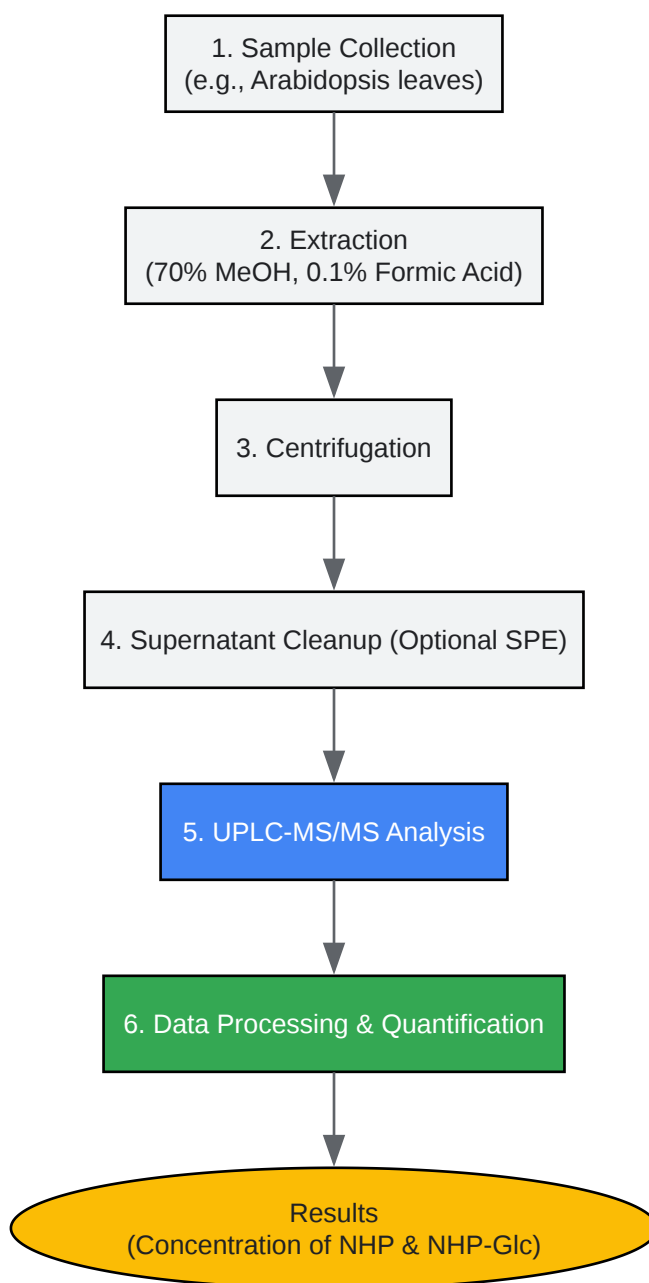 1. Sample Collection
(e.g., Arabidopsis leaves)
2. Extraction
(70% MeOH, 0.1% Formic Acid)
3. Centrifugation
4. Supernatant Cleanup (Optional SPE)
5. UPLC-MS/MS Analysis
6. Data Processing & Quantification
Results
(Concentration of NHP & NHP-Glc)